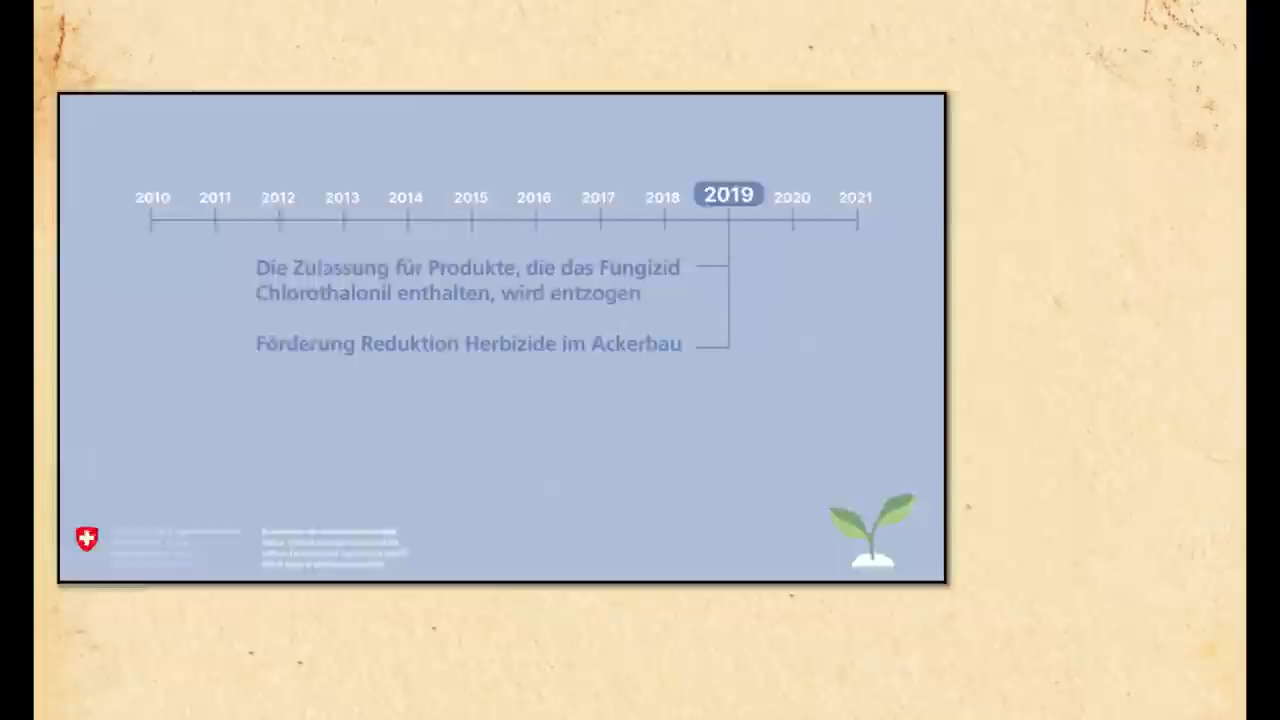 2010 2011 2012 2013 2014 2015 2016 2017 2018 2019 2020 2021
Die Zulassung für Produkte, die das Fungizid
Chlorothalonil enthalten, wird entzogen
Förderung Reduktion Herbizide im Ackerbau